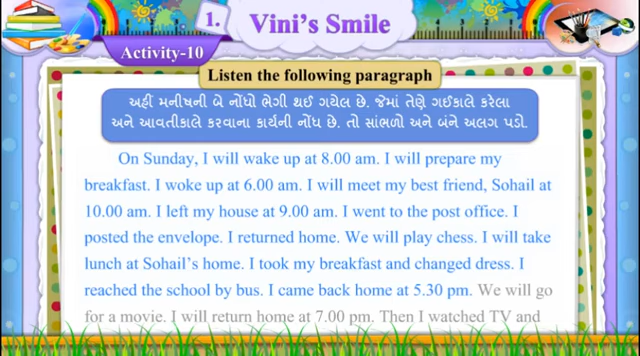 1.
Vini's Smile
Activity-10
Listen the following paragraph
અહીં મનીષની બે નોંધો ભેગી થઈ ગયેલ છે. જેમાં તેણે ગઈકાલે કરેલા
અને આવતીકાલે કરવાના કાર્યની નોંધ છે. તો સાંભળો અને બંને અલગ પડો.
On Sunday, I will wake up at 8.00 am. I will prepare my
breakfast. I woke up at 6.00 am. I will meet my best friend, Sohail at
10.00 am. I left my house at 9.00 am. I went to the post office. I
posted the envelope. I returned home. We will play chess. I will take
lunch at Sohail's home. I took my breakfast and changed dress. I
reached the school by bus. I came back home at 5.30 pm. We will go
for a movie. I will return home at 7.00 pm. Then I watched TV and